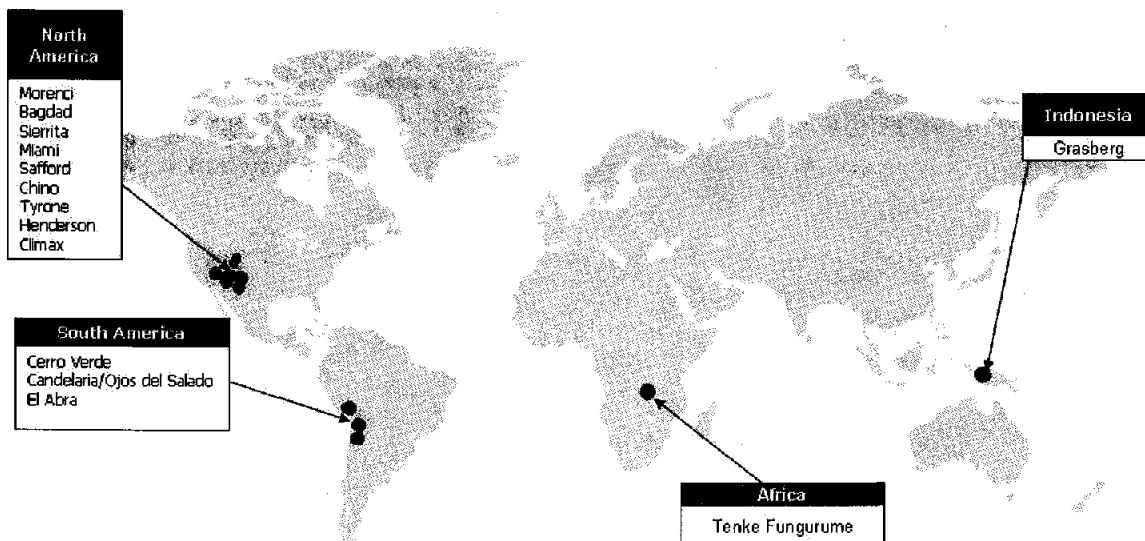 North
America
Morenci
Bagdad
Sierrita
Miami
Safford
Chino
Tyrone
Henderson
Climax
Indonesia
Grasberg
South America
Cerro Verde
Candelaria/Ojos del Salado
El Abra
Africa
Tenke Fungurume